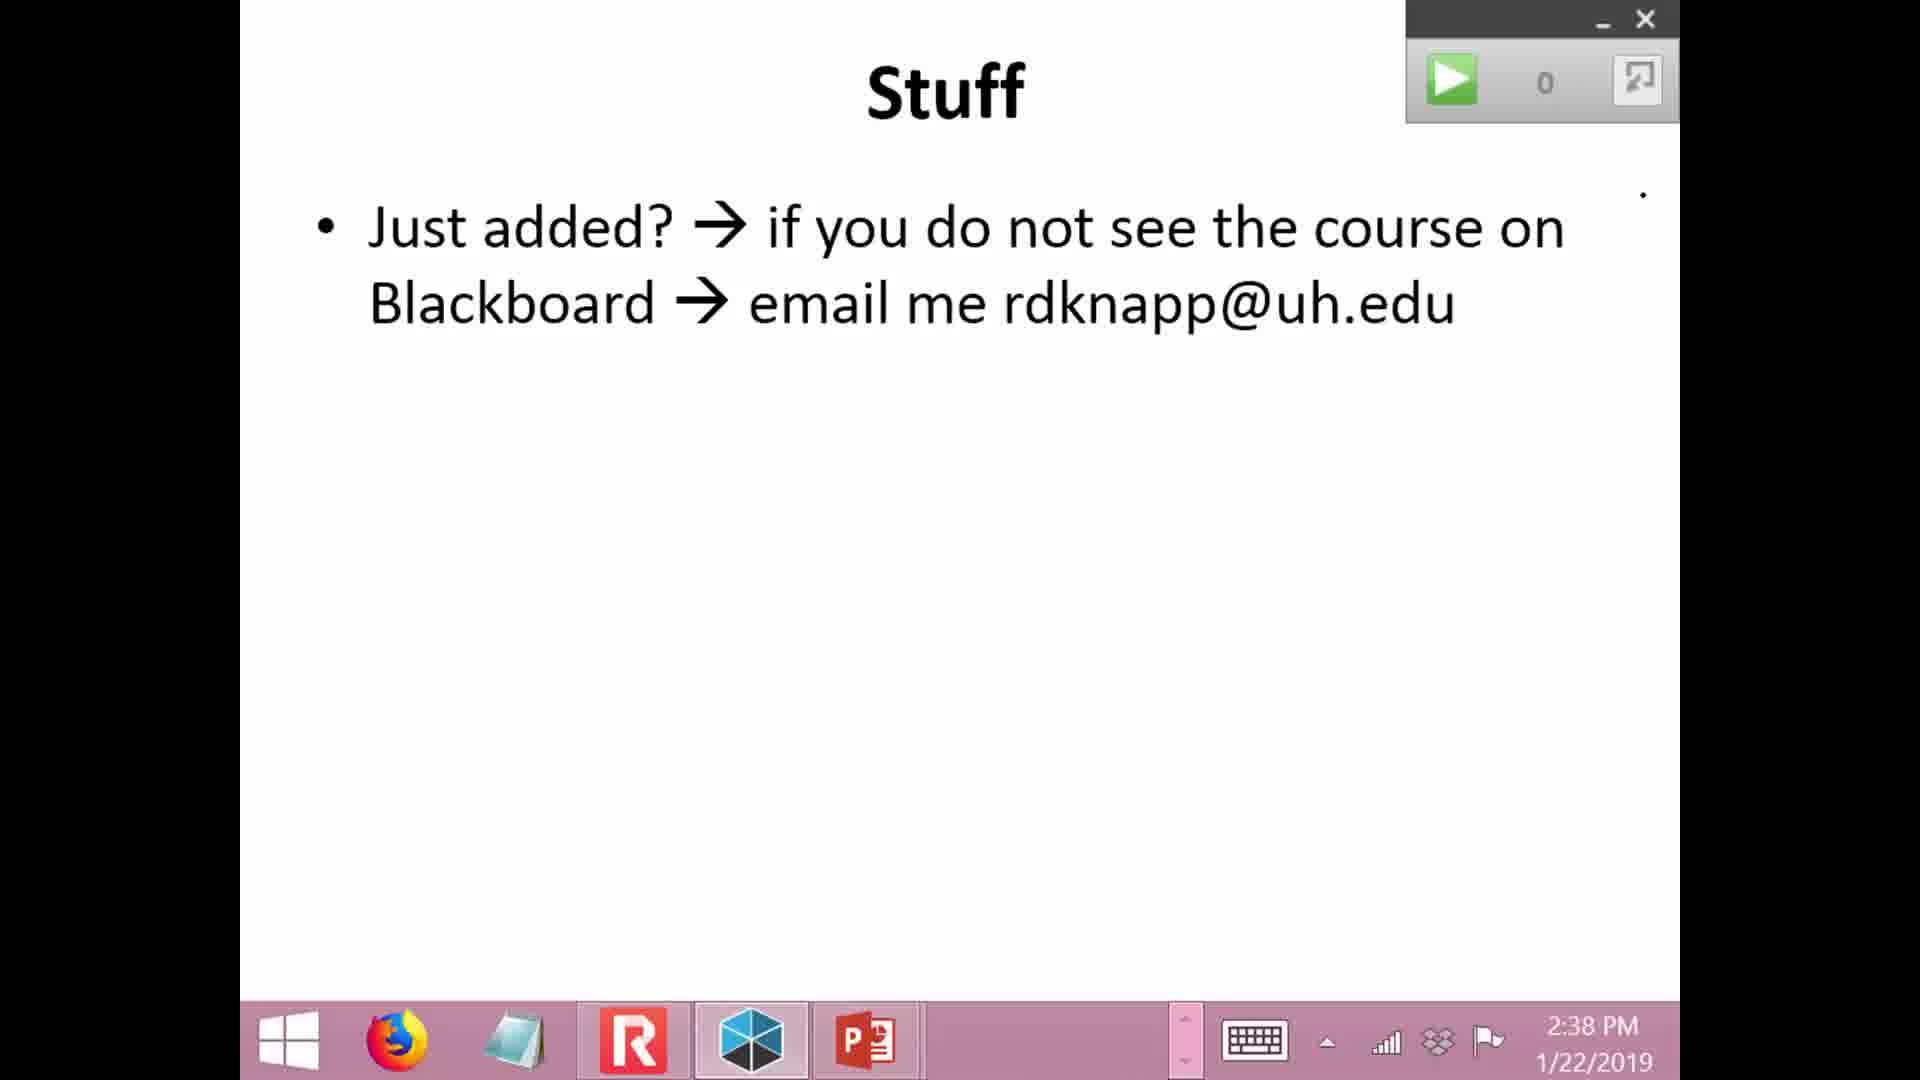 Stuff
0
• Just added? → if you do not see the course on
Blackboard → email me rdknapp@uh.edu
R
P
2:38 PM
1/22/2019